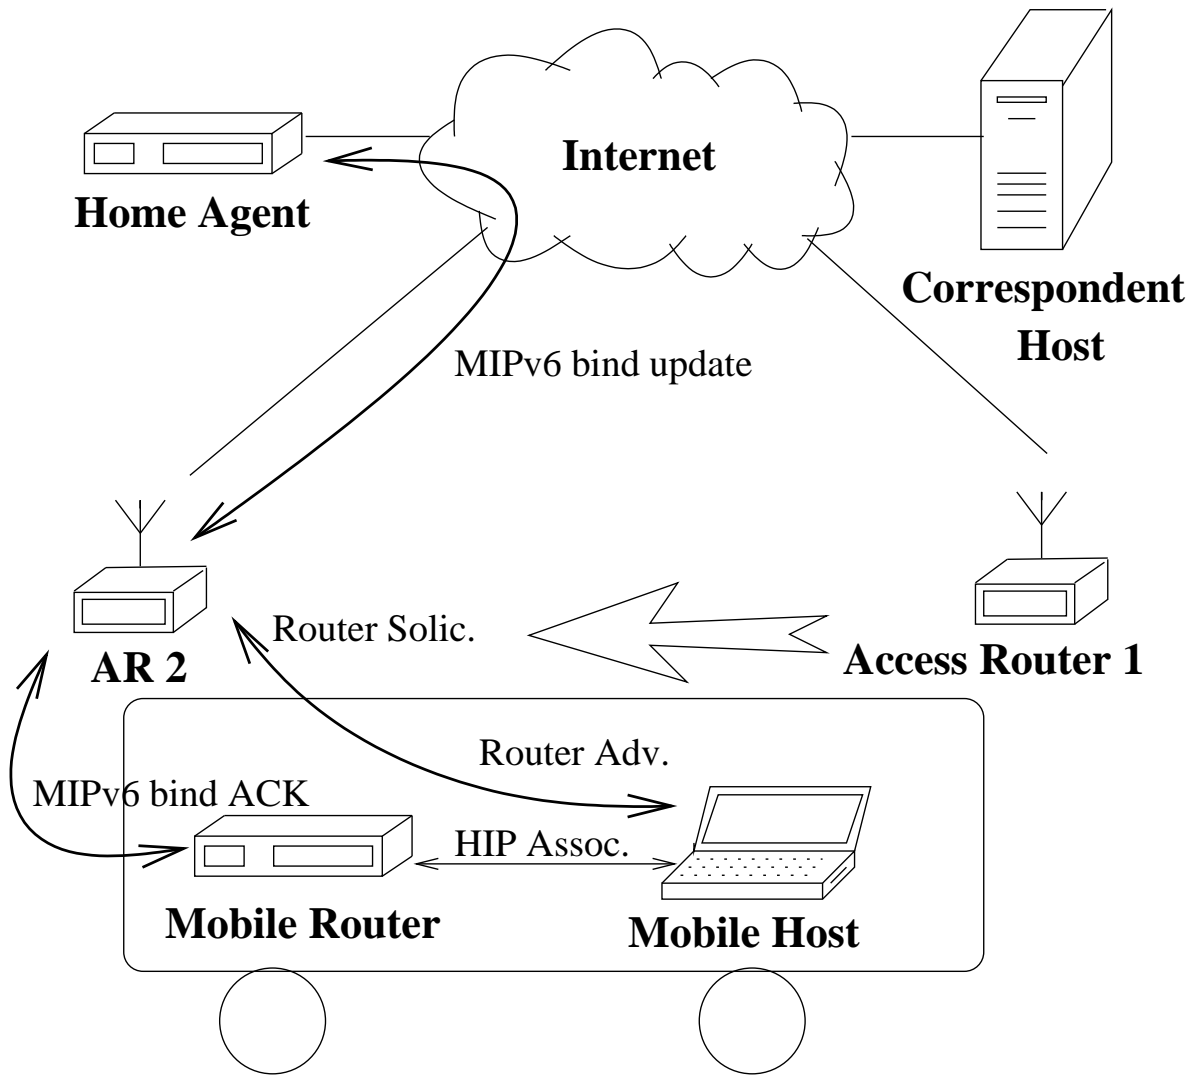 Internet
Home Agent
Correspondent
Host
MIPv6 bind update
Router Solic.
AR 2
Access Router 1
Router Adv.
MIPv6 bind ACK
HIP Assoc.
Mobile Router
Mobile Host